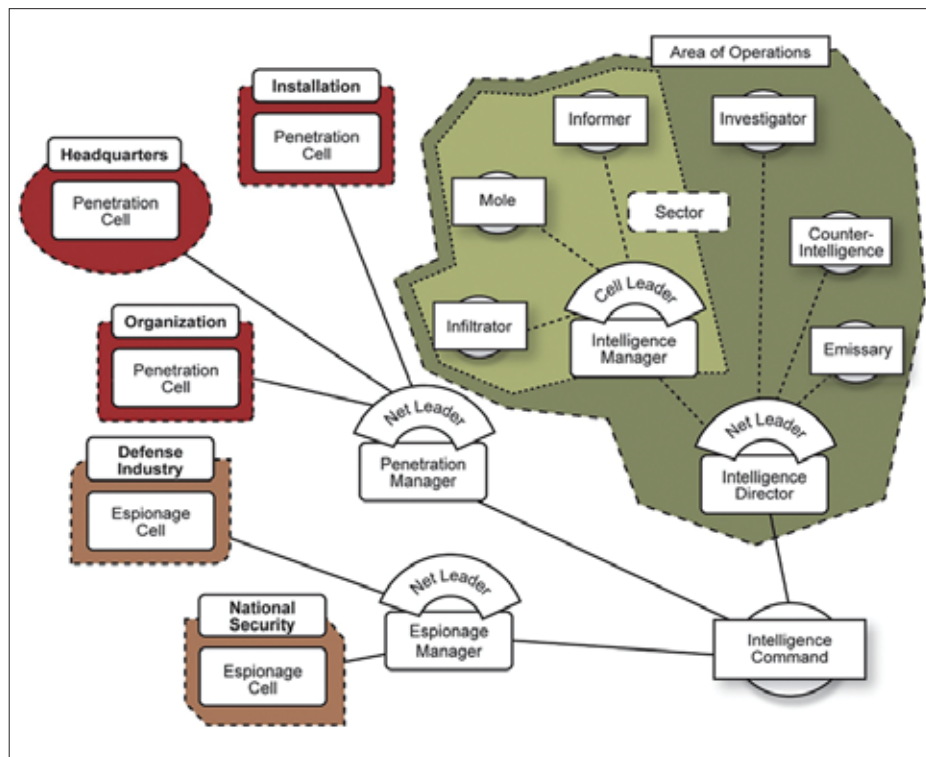 Area of Operations
Installation
Penetration
Cell
Headquarters
Penetration
Cell
Informer
Investigator
Mole
Sector
Counter-
Intelligence
Cell Leader
Intelligence
Manager
Infiltrator
Emissary
Organization
Penetration
Cell
Net Leader
Penetration
Manager
Net Leader
Intelligence
Director
Defense
Industry
Espionage
Cell
Net Leader
Espionage
Manager
National
Security
Espionage
Cell
Intelligence
Command